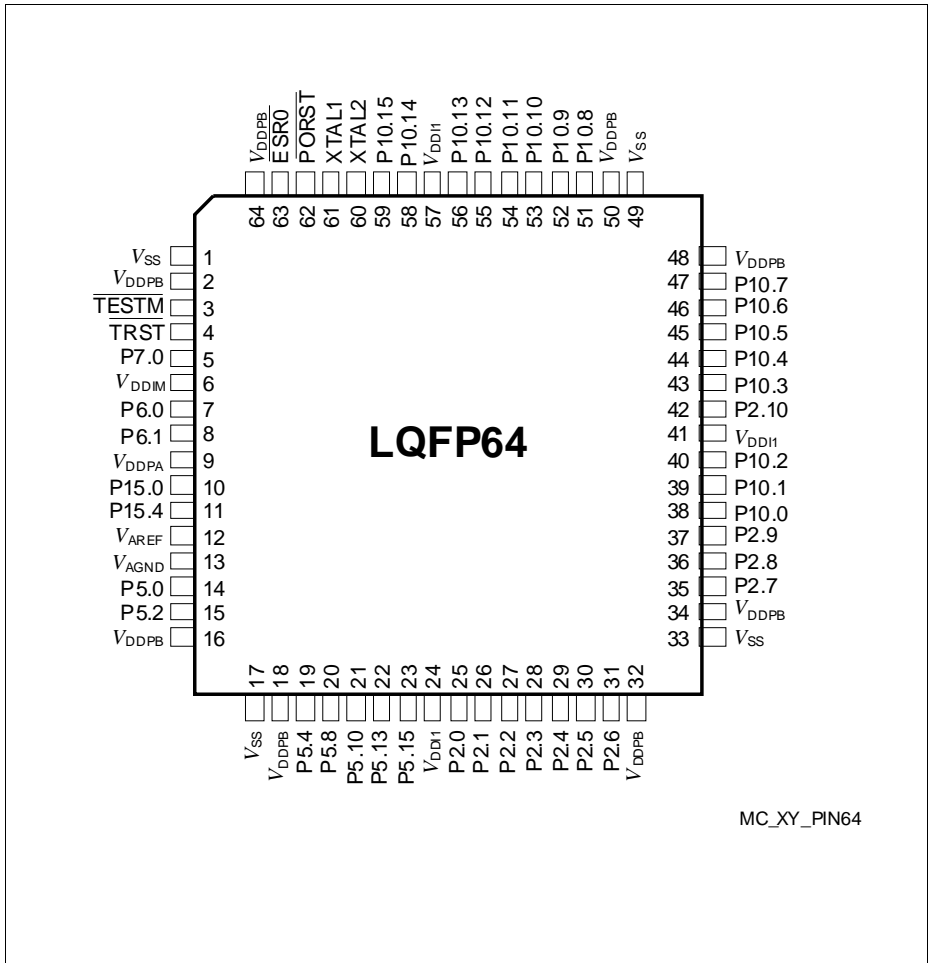 VDDPB ESR0 PORST XTAL1 XTAL2 P10.15 P10.14 VDDI1 P10.13 P10.12 P10.11 P10.10 P10.9 P10.8 VDDPB VSS
64 63 62 61 60 59 58 57 56 55 54 53 52 51 50 49
VSS 1 48 VDDPB
VDDPB 2 47 P10.7
TESTM 3 46 P10.6
TRST 4 45 P10.5
P7.0 5 44 P10.4
VDDIM 6 43 P10.3
P6.0 7 42 P2.10
P6.1 8 LQFP64 41 VDDI1
VDDPA 9 40 P10.2
P15.0 10 39 P10.1
P15.4 11 38 P10.0
VAREF 12 37 P2.9
VAGND 13 36 P2.8
P5.0 14 35 P2.7
P5.2 15 34 VDDPB
VDDPB 16 33 VSS
17 18 19 20 21 22 23 24 25 26 27 28 29 30 31 32
VSS VDDPB P5.4 P5.8 P5.10 P5.13 P5.15 VDDI1 P2.0 P2.1 P2.2 P2.3 P2.4 P2.5 P2.6 VDDPB
MC_XY_PIN64